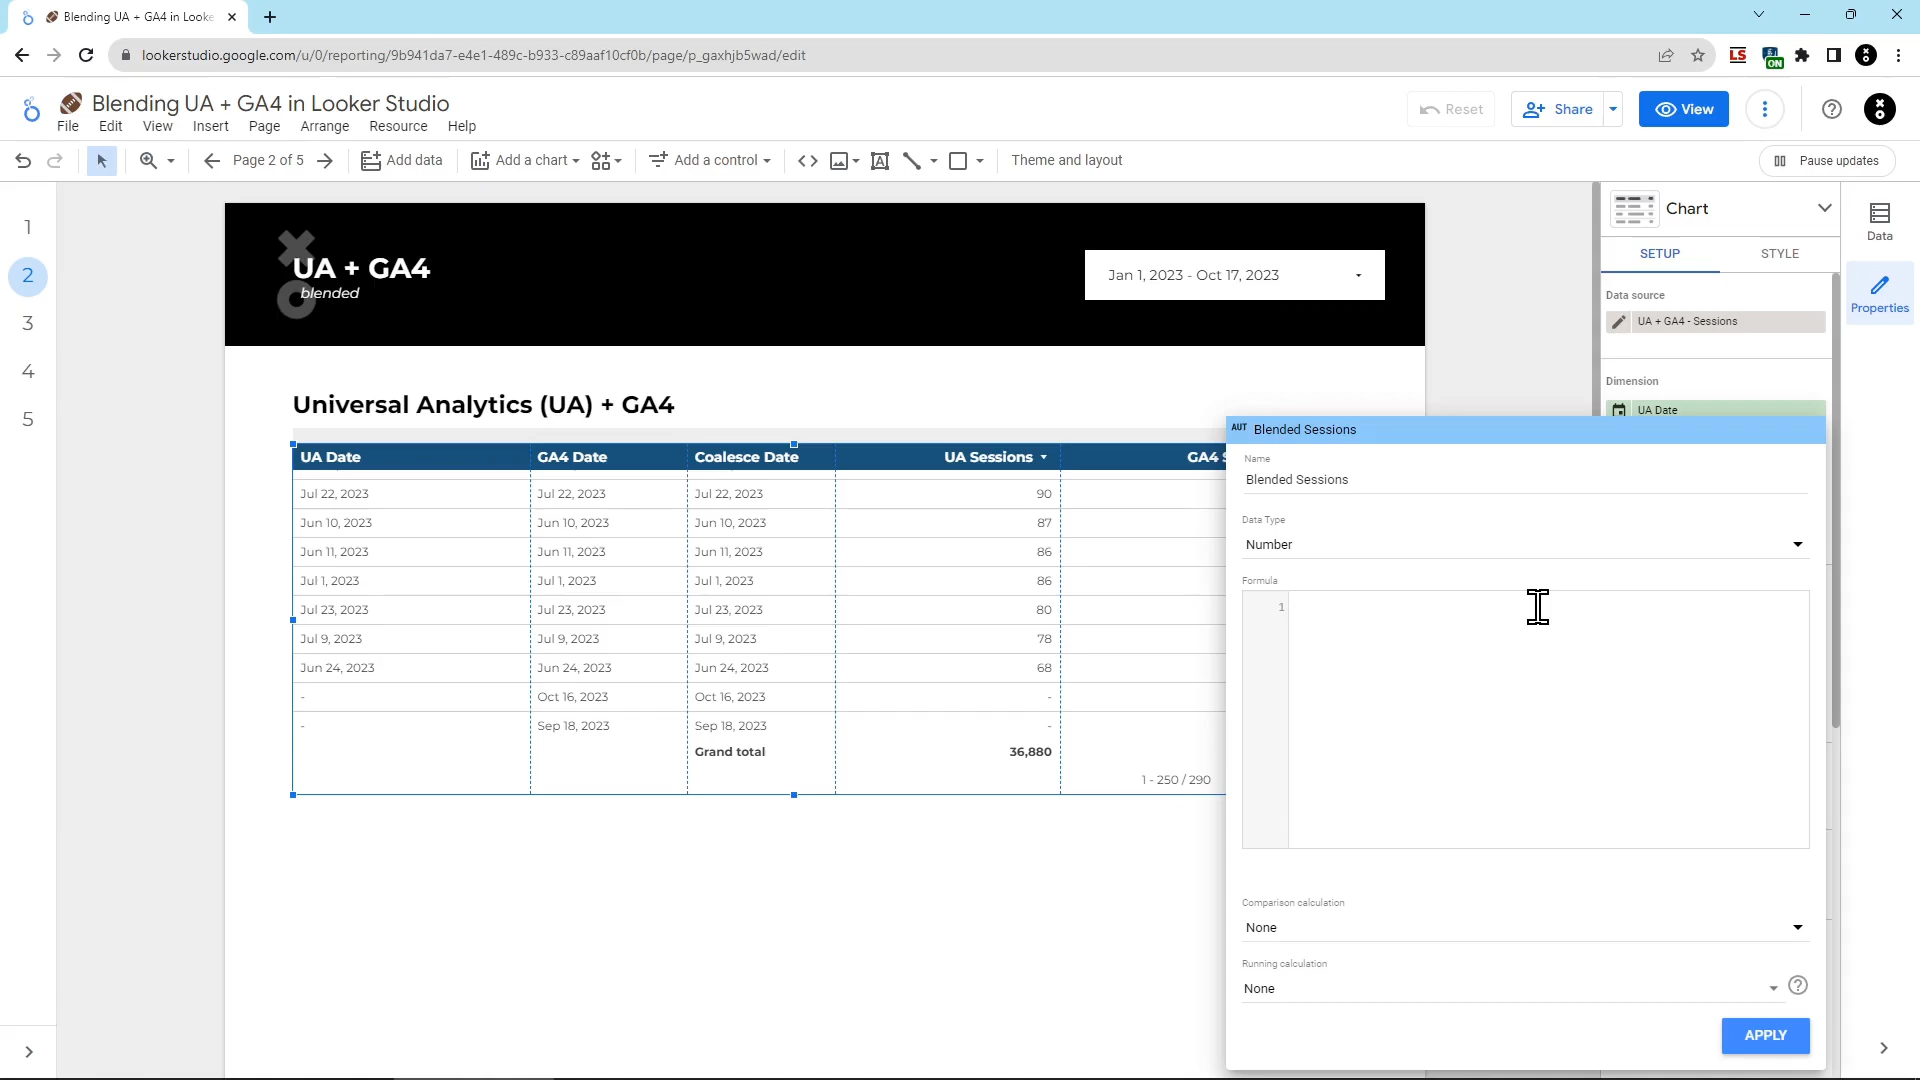 Blending UA + GA4 in Looke
lookerstudio.google.com/u/0/reporting/9b941da7-e4e1-489c-b933-c89aaf10cf0b/page/p_gaxhjb5wad/edit
LS
ON
Blending UA + GA4 in Looker Studio
File Edit View Insert Page Arrange Resource Help
Reset
Share
View
Page 2 of 5
Add data
Add a chart
Add a control
Theme and layout
Pause updates
1
2
3
4
5
UA + GA4
blended
Jan 1, 2023 - Oct 17, 2023
Universal Analytics (UA) + GA4
UA Date GA4 Date Coalesce Date UA Sessions GA4 S
Jul 22, 2023 Jul 22, 2023 Jul 22, 2023 90
Jun 10, 2023 Jun 10, 2023 Jun 10, 2023 87
Jun 11, 2023 Jun 11, 2023 Jun 11, 2023 86
Jul 1, 2023 Jul 1, 2023 Jul 1, 2023 86
Jul 23, 2023 Jul 23, 2023 Jul 23, 2023 80
Jul 9, 2023 Jul 9, 2023 Jul 9, 2023 78
Jun 24, 2023 Jun 24, 2023 Jun 24, 2023 68
- Oct 16, 2023 Oct 16, 2023 -
- Sep 18, 2023 Sep 18, 2023 -
Grand total 36,880
1 - 250 / 290
Chart
SETUP STYLE
Data source
UA + GA4 - Sessions
Dimension
UA Date
Data
Properties
AUT Blended Sessions
Name
Blended Sessions
Data Type
Number
Formula
1
Comparison calculation
None
Running calculation
None
APPLY